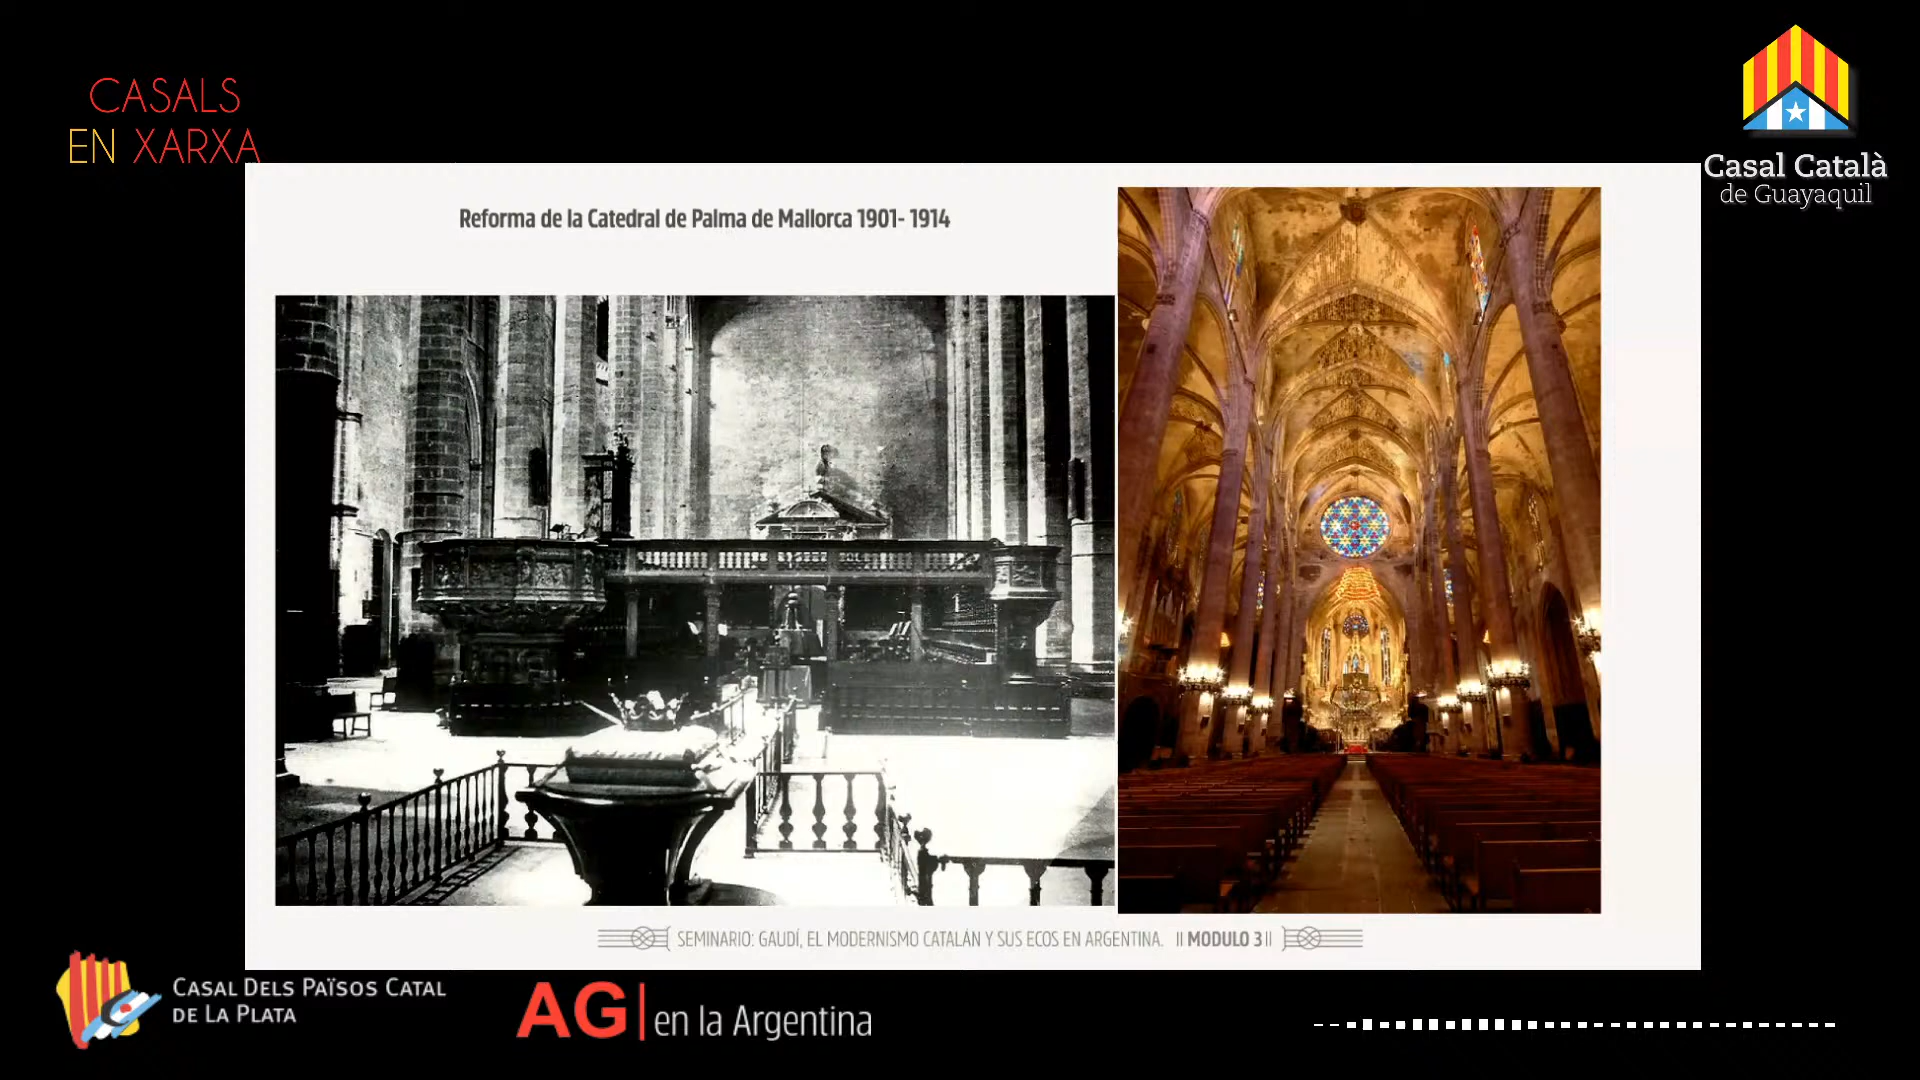 CASALS
EN XARXA
Casal Català
de Guayaquil
Reforma de la Catedral de Palma de Mallorca 1901- 1914
SEMINARIO: GAUDÍ, EL MODERNISMO CATALÁN Y SUS ECOS EN ARGENTINA. || MODULO 3 ||
CASAL DELS PAÏSOS CATAL
DE LA PLATA
AG | en la Argentina